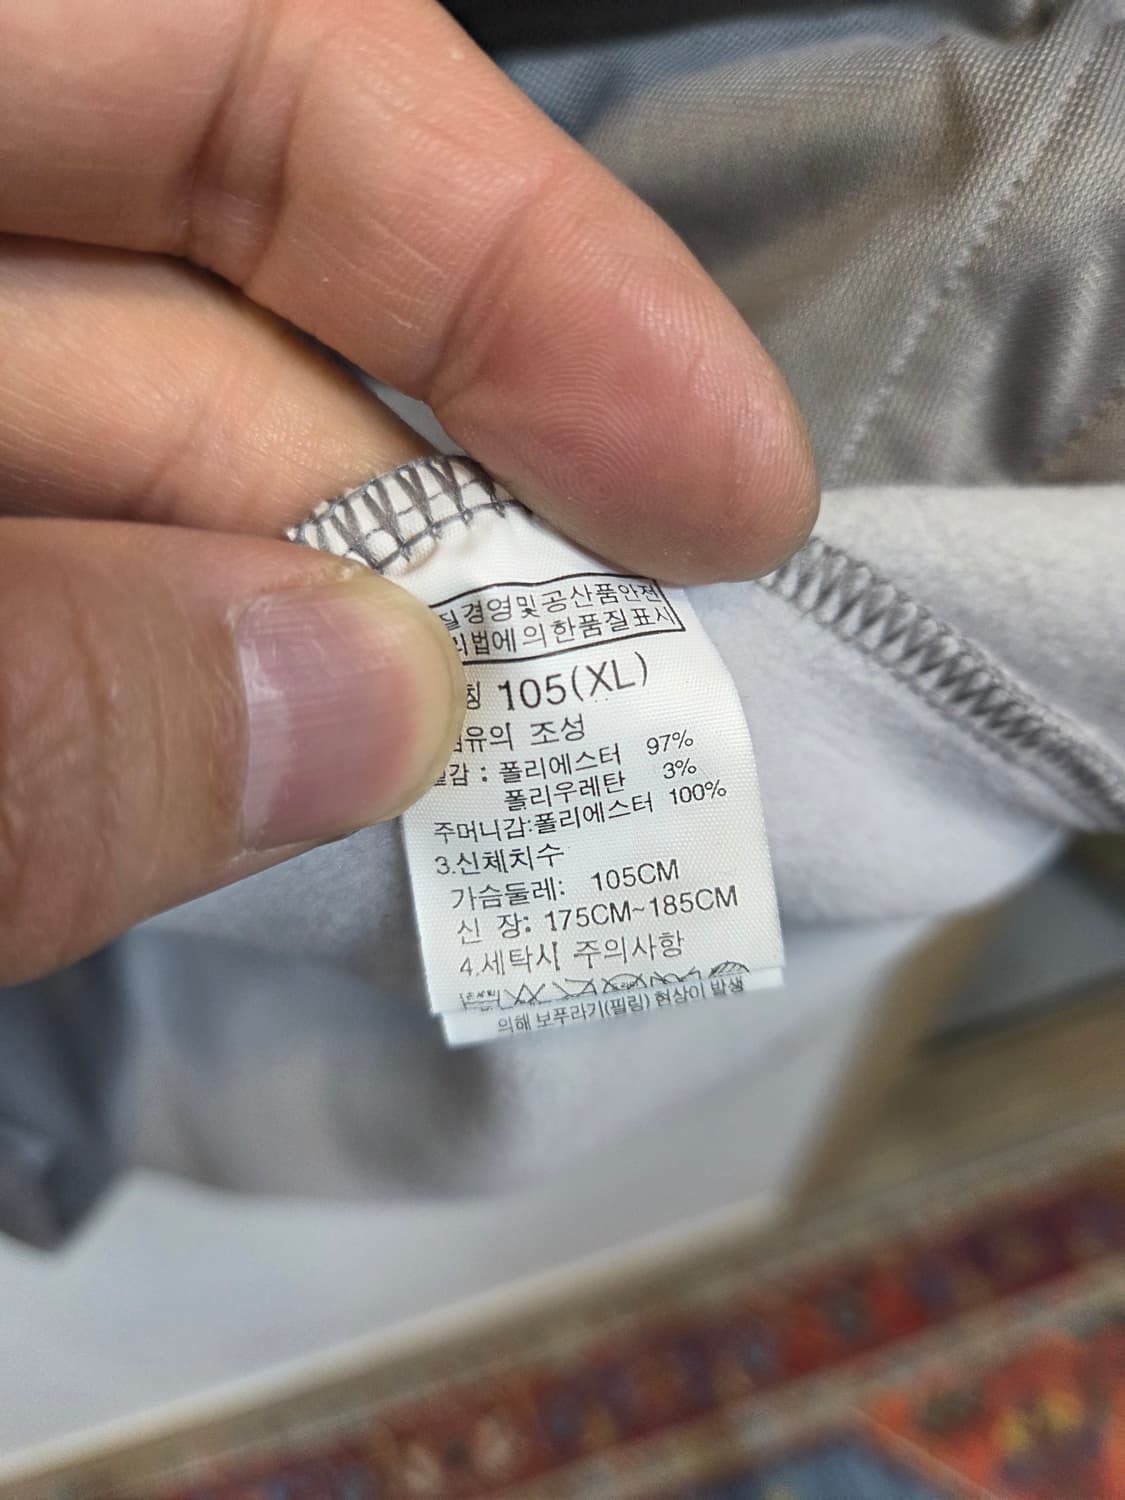 질경영및공산품안전
리법에의한품질표시
칭 105(XL)
섬유의 조성
겉감 : 폴리에스터 97%
폴리우레탄 3%
주머니감:폴리에스터 100%
3.신체치수
가슴둘레: 105CM
신 장: 175CM~185CM
4.세탁시 주의사항
의해 보푸라기(필링) 현상이 발생